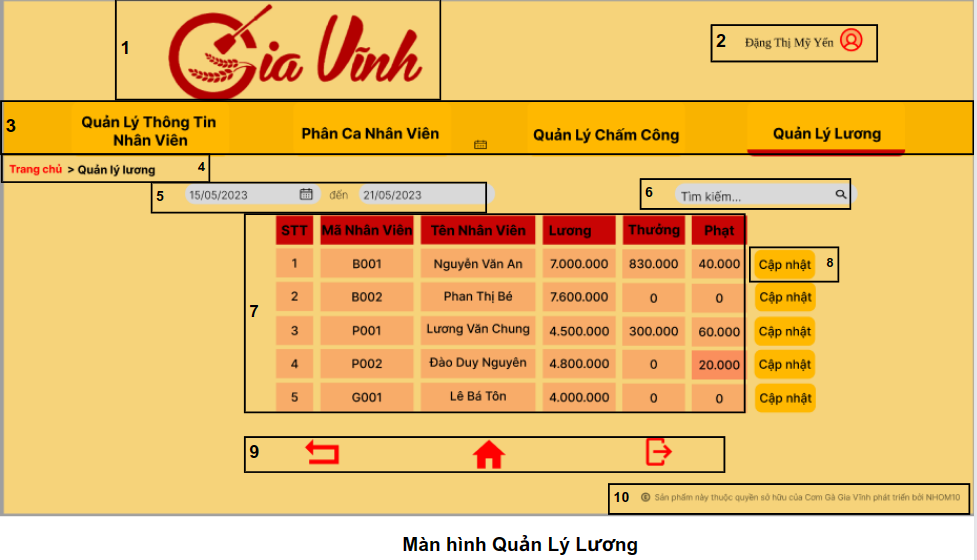 1
Gia Vĩnh
2 Đặng Thị Mỹ Yến
3 Quản Lý Thông Tin
Nhân Viên
Phân Ca Nhân Viên
Quản Lý Chấm Công
Quản Lý Lương
Trang chủ > Quản lý lương 4
5 15/05/2023 đến 21/05/2023
6 Tìm kiếm...
7
STT Mã Nhân Viên Tên Nhân Viên Lương Thưởng Phạt
1 B001 Nguyễn Văn An 7.000.000 830.000 40.000 Cập nhật 8
2 B002 Phan Thị Bé 7.600.000 0 0 Cập nhật
3 P001 Lương Văn Chung 4.500.000 300.000 60.000 Cập nhật
4 P002 Đào Duy Nguyên 4.800.000 0 20.000 Cập nhật
5 G001 Lê Bá Tôn 4.000.000 0 0 Cập nhật
9
10 © Sản phẩm này thuộc quyền sở hữu của Cơm Gà Gia Vĩnh phát triển bởi NHOM10
Màn hình Quản Lý Lương